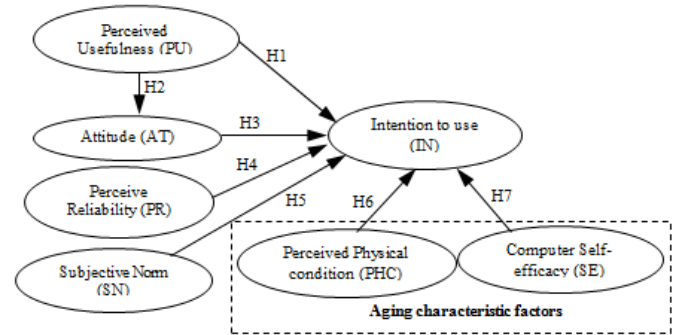 Perceived
Usefulness (PU)
H1
H2
Attitude (AT)
H3
Intention to use
(IN)
H4
Perceive
Reliability (PR)
H5
H6
H7
Subjective Norm
(SN)
Perceived Physical
condition (PHC)
Computer Self-
efficacy (SE)
Aging characteristic factors